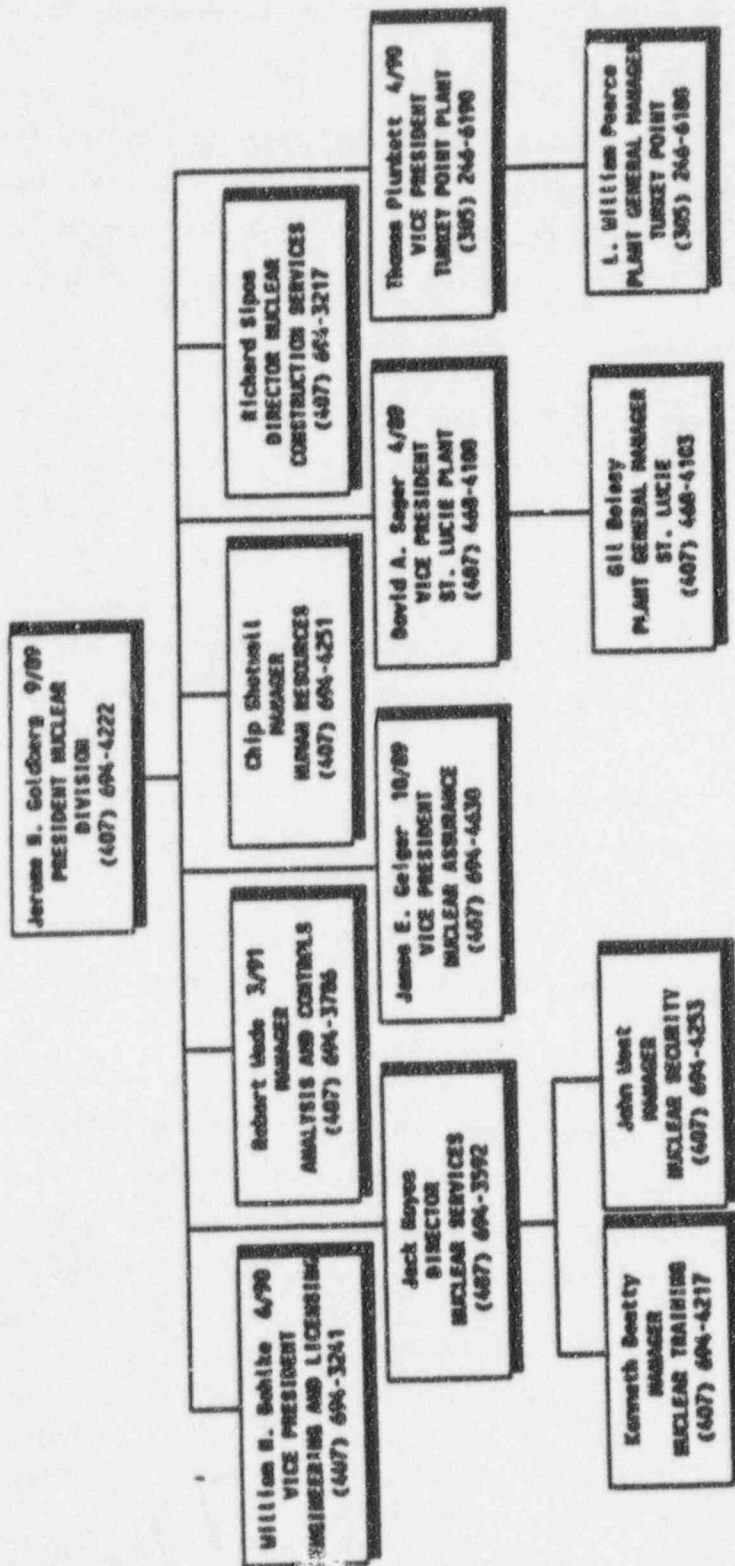 Jerome H. Goldberg 9/89
PRESIDENT NUCLEAR
DIVISION
(407) 694-4222
William H. Bohlke 4/90
VICE PRESIDENT
ENGINEERING AND LICENSING
(407) 694-3241
Robert Wade 3/91
MANAGER
ANALYSIS AND CONTROLS
(407) 694-3786
Chip Shotwell
MANAGER
HUMAN RESOURCES
(407) 694-4251
Richard Sipos
DIRECTOR NUCLEAR
CONSTRUCTION SERVICES
(407) 694-3217
Jack Hayes
DIRECTOR
NUCLEAR SERVICES
(407) 694-3592
James E. Geiger 10/89
VICE PRESIDENT
NUCLEAR ASSURANCE
(407) 694-4630
David A. Sager 4/89
VICE PRESIDENT
ST. LUCIE PLANT
(407) 468-4100
Thomas Plunkett 4/90
VICE PRESIDENT
TURKEY POINT PLANT
(305) 246-6190
Kenneth Beatty
MANAGER
NUCLEAR TRAINING
(407) 694-4217
John West
MANAGER
NUCLEAR SECURITY
(407) 694-4253
Gil
PLANT GENERAL MANAGER
ST. LUCIE
(407) 468-4103
L. William Pearce
PLANT GENERAL MANAGER
TURKEY POINT
(305) 246-6180